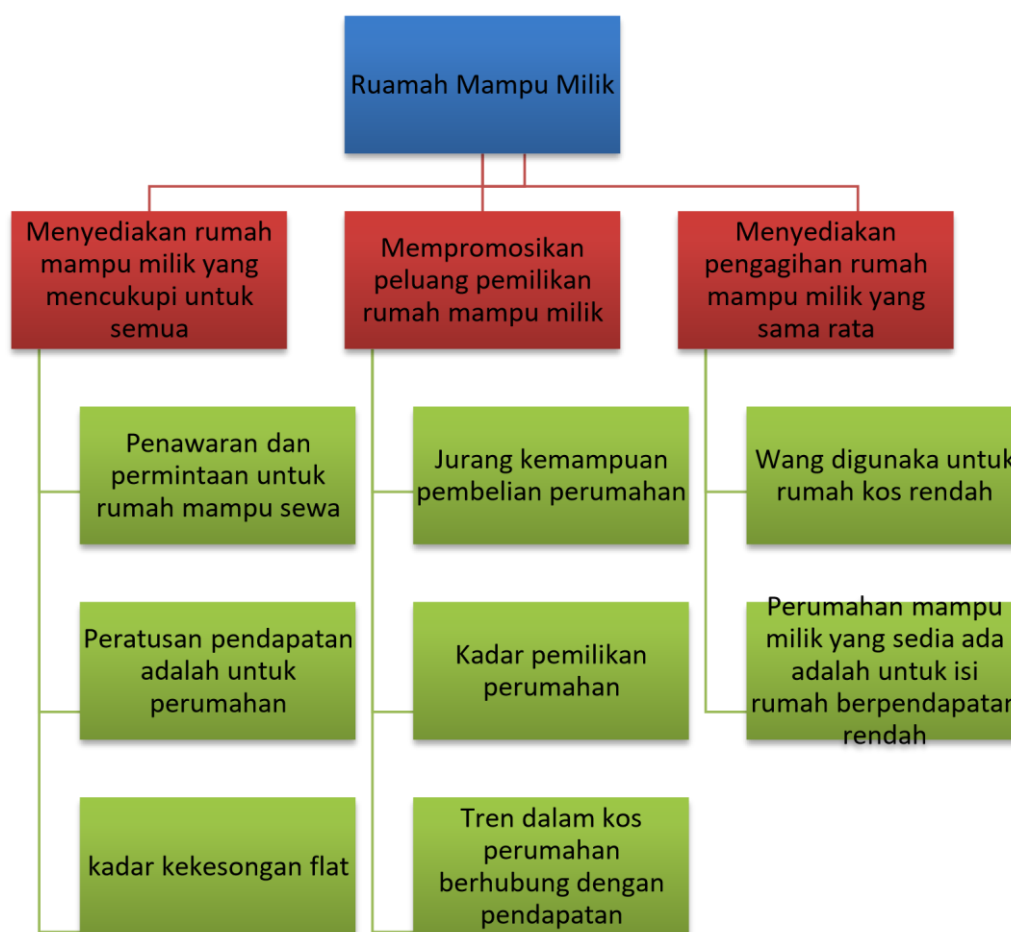 Ruamah Mampu Milik
Menyediakan rumah
mampu milik yang
mencukupi untuk
semua
Mempromosikan
peluang pemilikan
rumah mampu milik
Menyediakan
pengagihan rumah
mampu milik yang
sama rata
Penawaran dan
permintaan untuk
rumah mampu sewa
Jurang kemampuan
pembelian perumahan
Wang digunaka untuk
rumah kos rendah
Peratusan pendapatan
adalah untuk
perumahan
Kadar pemilikan
perumahan
Perumahan mampu
milik yang sedia ada
adalah untuk isi
rumah berpendapatan
rendah
kadar kekesongan flat
Tren dalam kos
perumahan
berhubung dengan
pendapatan